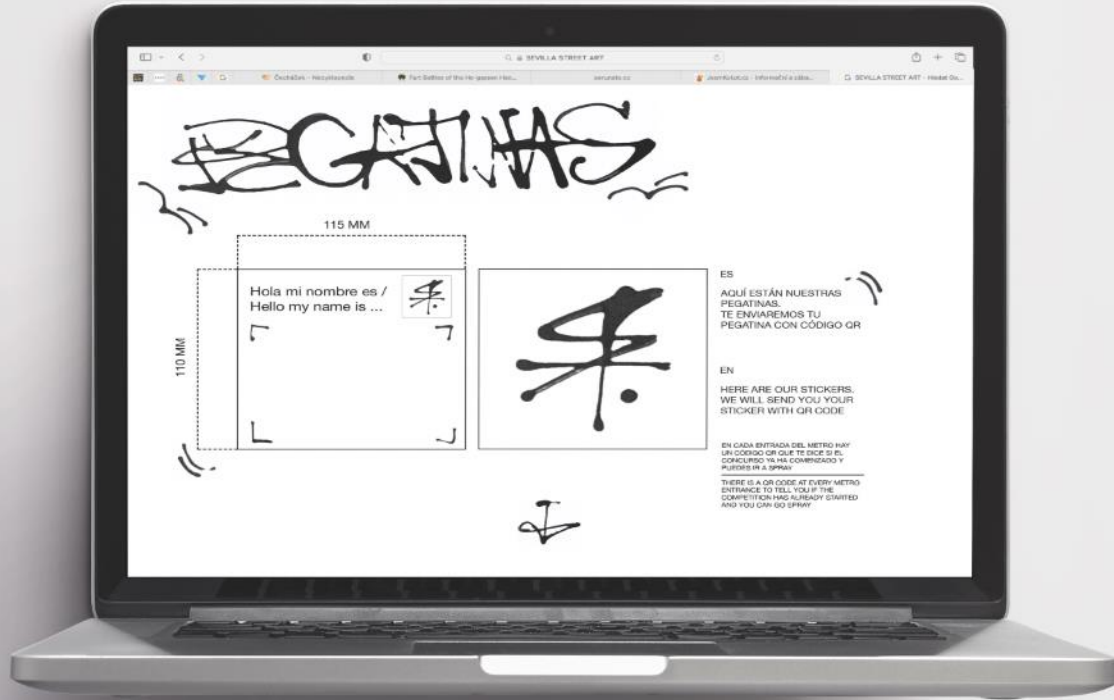 SEVILLA STREET ART
SEVILLA STREET ART
PEGATINAS
115 MM
110 MM
Hola mi nombre es /
Hello my name is ...
ES
AQUÍ ESTÁN NUESTRAS
PEGATINAS.
TE ENVIAREMOS TU
PEGATINA CON CÓDIGO QR
EN
HERE ARE OUR STICKERS.
WE WILL SEND YOU YOUR
STICKER WITH QR CODE
EN CADA ENTRADA DEL METRO HAY
UN CÓDIGO QR QUE TE DICE SI EL
CONCURSO YA HA COMENZADO Y
PUEDES IR A SPRAY
THERE IS A QR CODE AT EVERY METRO
ENTRANCE TO TELL YOU IF THE
COMPETITION HAS ALREADY STARTED
AND YOU CAN GO SPRAY